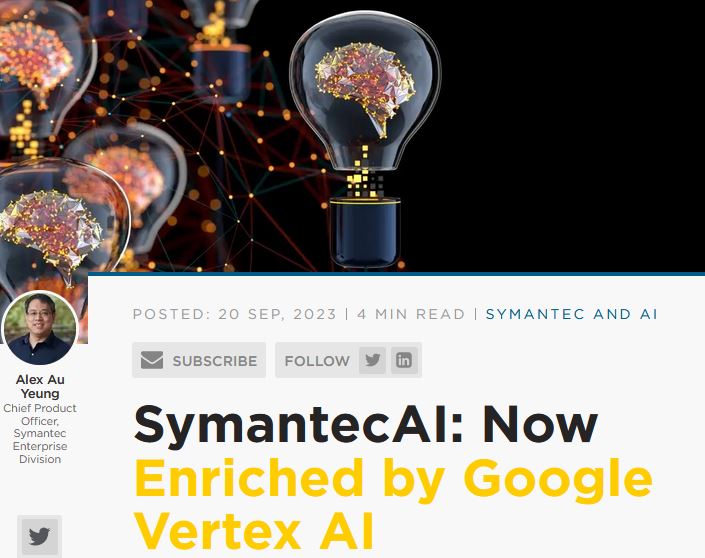 POSTED: 20 SEP, 2023 | 4 MIN READ | SYMANTEC AND AI
SUBSCRIBE FOLLOW
Alex Au
Yeung
Chief Product
Officer,
Symantec
Enterprise
Division
SymantecAI: Now
Enriched by Google
Vertex AI